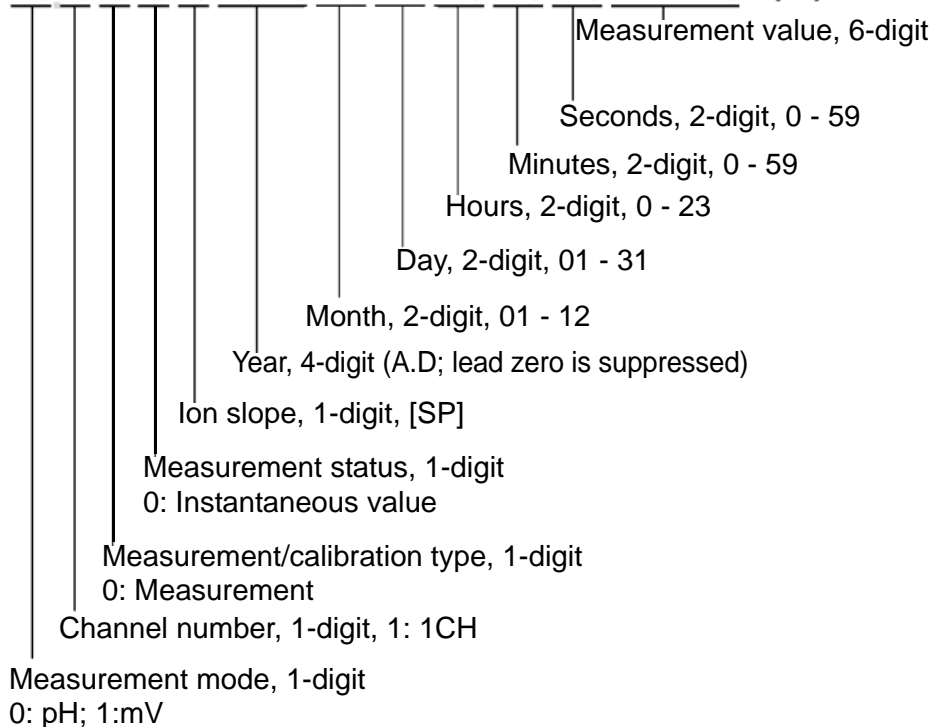 Measurement value, 6-digit
Seconds, 2-digit, 0 - 59
Minutes, 2-digit, 0 - 59
Hours, 2-digit, 0 - 23
Day, 2-digit, 01 - 31
Month, 2-digit, 01 - 12
Year, 4-digit (A.D; lead zero is suppressed)
Ion slope, 1-digit, [SP]
Measurement status, 1-digit
0: Instantaneous value
Measurement/calibration type, 1-digit
0: Measurement
Channel number, 1-digit, 1: 1CH
Measurement mode, 1-digit
0: pH; 1:mV